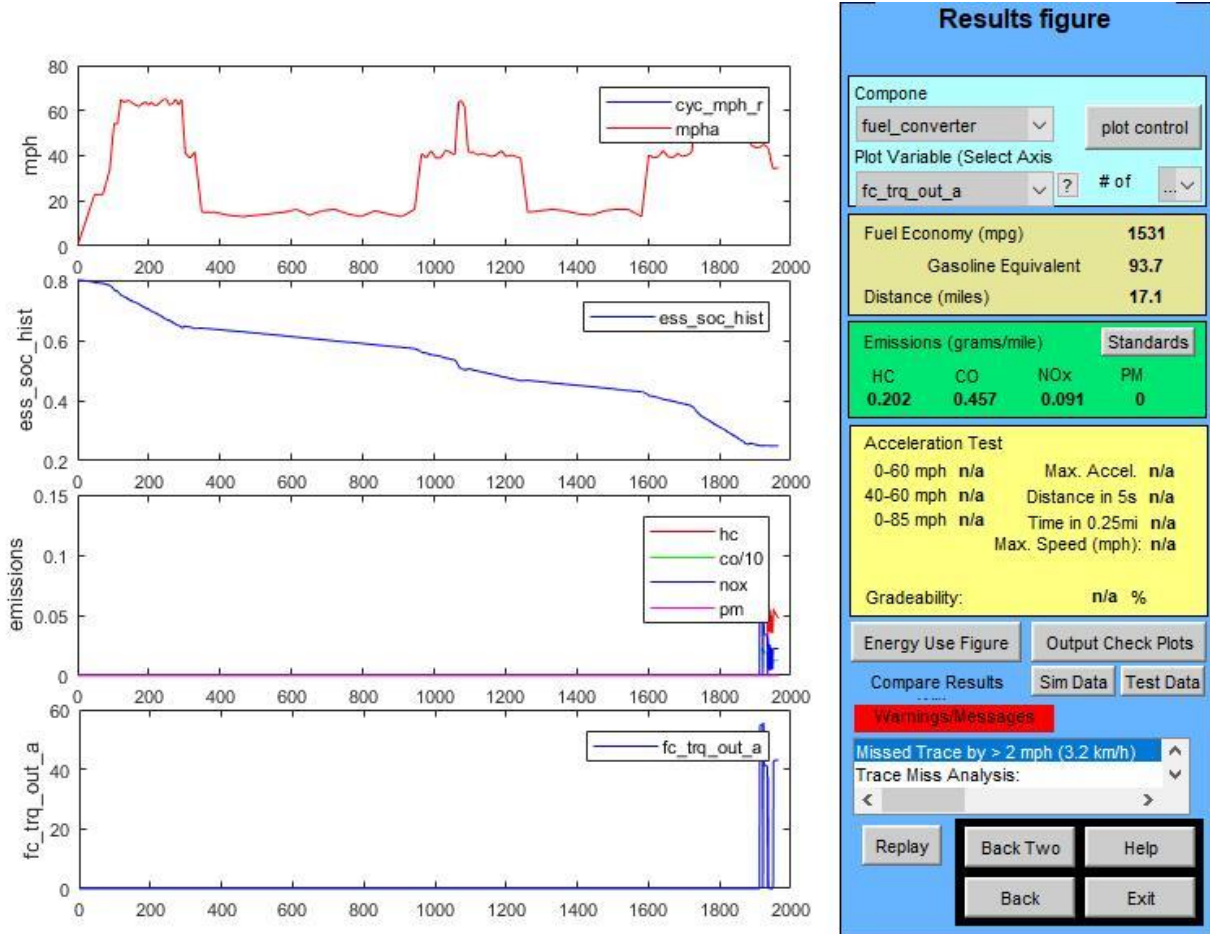 80
60
40
20
0
mph
cyc_mph_r
mpha
0 200 400 600 800 1000 1200 1400 1600 1800 2000
0.8
0.6
0.4
0.2
ess_soc_hist
ess_soc_hist
0 200 400 600 800 1000 1200 1400 1600 1800 2000
0.15
0.1
0.05
0
emissions
hc
co/10
nox
pm
0 200 400 600 800 1000 1200 1400 1600 1800 2000
60
40
20
0
fc_trq_out_a
fc_trq_out_a
0 200 400 600 800 1000 1200 1400 1600 1800 2000
Results figure
Compone
fuel_converter
plot control
Plot Variable (Select Axis
fc_trq_out_a ? # of ...
Fuel Economy (mpg) 1531
Gasoline Equivalent 93.7
Distance (miles) 17.1
Emissions (grams/mile) Standards
HC CO NOx PM
0.202 0.457 0.091 0
Acceleration Test
0-60 mph n/a Max. Accel. n/a
40-60 mph n/a Distance in 5s n/a
0-85 mph n/a Time in 0.25mi n/a
Max. Speed (mph): n/a
Gradeability: n/a %
Energy Use Figure Output Check Plots
Compare Results Sim Data Test Data
Warnings/Messages
Missed Trace by > 2 mph (3.2 km/h)
Trace Miss Analysis:
Replay Back Two Help
Back Exit